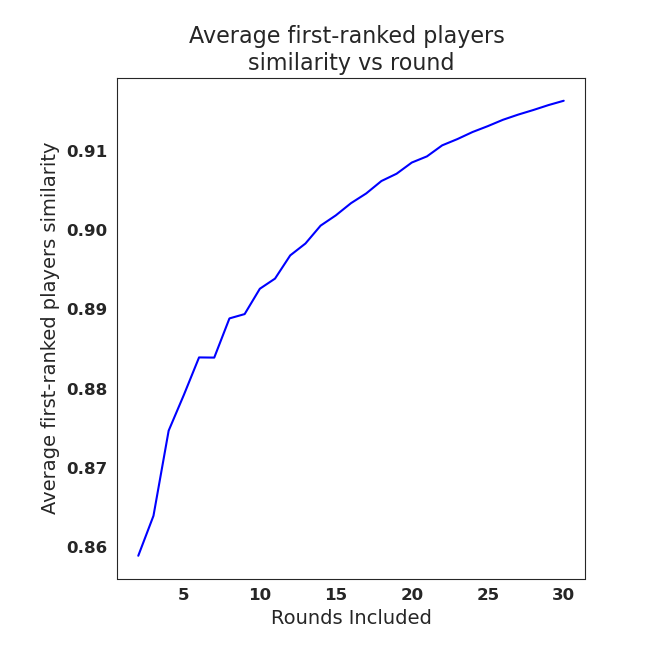 Average first-ranked players
similarity vs round
Average first-ranked players similarity
0.91
0.90
0.89
0.88
0.87
0.86
5 10 15 20 25 30
Rounds Included